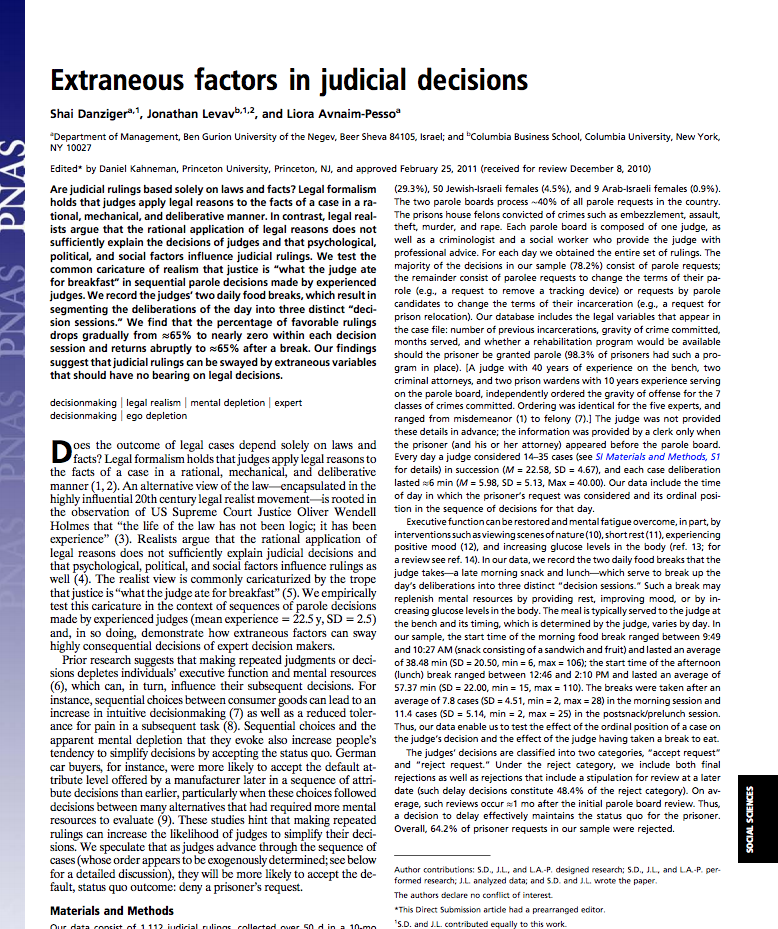 PNAS
PNAS
PNAS
PNAS
Extraneous factors in judicial decisions
Shai Danziger^a,1, Jonathan Levav^b,1,2, and Liora Avnaim-Pesso^a
^aDepartment of Management, Ben Gurion University of the Negev, Beer Sheva 84105, Israel; and ^bColumbia Business School, Columbia University, New York,
NY 10027
Edited* by Daniel Kahneman, Princeton University, Princeton, NJ, and approved February 25, 2011 (received for review December 8, 2010)
Are judicial rulings based solely on laws and facts? Legal formalism
holds that judges apply legal reasons to the facts of a case in a ra-
tional, mechanical, and deliberative manner. In contrast, legal real-
ists argue that the rational application of legal reasons does not
sufficiently explain the decisions of judges and that psychological,
political, and social factors influence judicial rulings. We test the
common caricature of realism that justice is “what the judge ate
for breakfast” in sequential parole decisions made by experienced
judges. We record the judges’ two daily food breaks, which result in
segmenting the deliberations of the day into three distinct “deci-
sion sessions.” We find that the percentage of favorable rulings
drops gradually from ≈65% to nearly zero within each decision
session and returns abruptly to ≈65% after a break. Our findings
suggest that judicial rulings can be swayed by extraneous variables
that should have no bearing on legal decisions.
decisionmaking | legal realism | mental depletion | expert
decisionmaking | ego depletion
Does the outcome of legal cases depend solely on laws and
facts? Legal formalism holds that judges apply legal reasons to
the facts of a case in a rational, mechanical, and deliberative
manner (1, 2). An alternative view of the law—encapsulated in the
highly influential 20th century legal realist movement—is rooted in
the observation of US Supreme Court Justice Oliver Wendell
Holmes that “the life of the law has not been logic; it has been
experience” (3). Realists argue that the rational application of
legal reasons does not sufficiently explain judicial decisions and
that psychological, political, and social factors influence rulings as
well (4). The realist view is commonly caricaturized by the trope
that justice is “what the judge ate for breakfast” (5). We empirically
test this caricature in the context of sequences of parole decisions
made by experienced judges (mean experience = 22.5 y, SD = 2.5)
and, in so doing, demonstrate how extraneous factors can sway
highly consequential decisions of expert decision makers.
Prior research suggests that making repeated judgments or deci-
sions depletes individuals’ executive function and mental resources
(6), which can, in turn, influence their subsequent decisions. For
instance, sequential choices between consumer goods can lead to an
increase in intuitive decisionmaking (7) as well as a reduced toler-
ance for pain in a subsequent task (8). Sequential choices and the
apparent mental depletion that they evoke also increase people’s
tendency to simplify decisions by accepting the status quo. German
car buyers, for instance, were more likely to accept the default at-
tribute level offered by a manufacturer later in a sequence of attri-
bute decisions than earlier, particularly when these choices followed
decisions between many alternatives that had required more mental
resources to evaluate (9). These studies hint that making repeated
rulings can increase the likelihood of judges to simplify their deci-
sions. We speculate that as judges advance through the sequence of
cases (whose order appears to be exogenously determined; see below
for a detailed discussion), they will be more likely to accept the de-
fault, status quo outcome: deny a prisoner’s request.
Materials and Methods
Our data consist of 1,112 judicial rulings, collected over 50 d in a 10-mo
(29.3%), 50 Jewish-Israeli females (4.5%), and 9 Arab-Israeli females (0.9%).
The two parole boards process ~40% of all parole requests in the country.
The prisons house felons convicted of crimes such as embezzlement, assault,
theft, murder, and rape. Each parole board is composed of one judge, as
well as a criminologist and a social worker who provide the judge with
professional advice. For each day we obtained the entire set of rulings. The
majority of the decisions in our sample (78.2%) consist of parole requests;
the remainder consist of parolee requests to change the terms of their pa-
role (e.g., a request to remove a tracking device) or requests by parole
candidates to change the terms of their incarceration (e.g., a request for
prison relocation). Our database includes the legal variables that appear in
the case file: number of previous incarcerations, gravity of crime committed,
months served, and whether a rehabilitation program would be available
should the prisoner be granted parole (98.3% of prisoners had such a pro-
gram in place). [A judge with 40 years of experience on the bench, two
criminal attorneys, and two prison wardens with 10 years experience serving
on the parole board, independently ordered the gravity of offense for the 7
classes of crimes committed. Ordering was identical for the five experts, and
ranged from misdemeanor (1) to felony (7).] The judge was not provided
these details in advance; the information was provided by a clerk only when
the prisoner (and his or her attorney) appeared before the parole board.
Every day a judge considered 14–35 cases (see SI Materials and Methods, S1
for details) in succession (M = 22.58, SD = 4.67), and each case deliberation
lasted ≈6 min (M = 5.98, SD = 5.13, Max = 40.00). Our data include the time
of day in which the prisoner’s request was considered and its ordinal posi-
tion in the sequence of decisions for that day.
Executive function can be restored and mental fatigue overcome, in part, by
interventions such as viewing scenes of nature (10), short rest (11), experiencing
positive mood (12), and increasing glucose levels in the body (ref. 13; for
a review see ref. 14). In our data, we record the two daily food breaks that the
judge takes—a late morning snack and lunch—which serve to break up the
day’s deliberations into three distinct “decision sessions.” Such a break may
replenish mental resources by providing rest, improving mood, or by in-
creasing glucose levels in the body. The meal is typically served to the judge at
the bench and its timing, which is determined by the judge, varies by day. In
our sample, the start time of the morning food break ranged between 9:49
and 10:27 AM (snack consisting of a sandwich and fruit) and lasted an average
of 38.48 min (SD = 20.50, min = 6, max = 106); the start time of the afternoon
(lunch) break ranged between 12:46 and 2:10 PM and lasted an average of
57.37 min (SD = 22.00, min = 15, max = 110). The breaks were taken after an
average of 7.8 cases (SD = 4.51, min = 2, max = 28) in the morning session and
11.4 cases (SD = 5.14, min = 2, max = 25) in the postsnack/prelunch session.
Thus, our data enable us to test the effect of the ordinal position of a case on
the judge’s decision and the effect of the judge having taken a break to eat.
The judges’ decisions are classified into two categories, “accept request”
and “reject request.” Under the reject category, we include both final
rejections as well as rejections that include a stipulation for review at a later
date (such delay decisions constitute 48.4% of the reject category). On av-
erage, such reviews occur ≈1 mo after the initial parole board review. Thus,
a decision to delay effectively maintains the status quo for the prisoner.
Overall, 64.2% of prisoner requests in our sample were rejected.
Author contributions: S.D., J.L., and L.A.-P. designed research; S.D., J.L., and L.A.-P. per-
formed research; J.L. analyzed data; and S.D. and J.L. wrote the paper.
The authors declare no conflict of interest.
*This Direct Submission article had a prearranged editor.
^1S.D. and J.L. contributed equally to this work.
SOCIAL SCIENCES